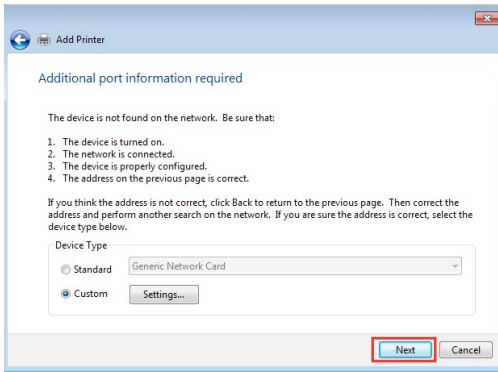 Add Printer
Additional port information required
The device is not found on the network.  Be sure that:
1.  The device is turned on.
2.  The network is connected.
3.  The device is properly configured.
4.  The address on the previous page is correct.
If you think the address is not correct, click Back to return to the previous page.  Then correct the
address and perform another search on the network.  If you are sure the address is correct, select the
device type below.
Device Type
Standard
Generic Network Card
Custom
Settings...
Next
Cancel